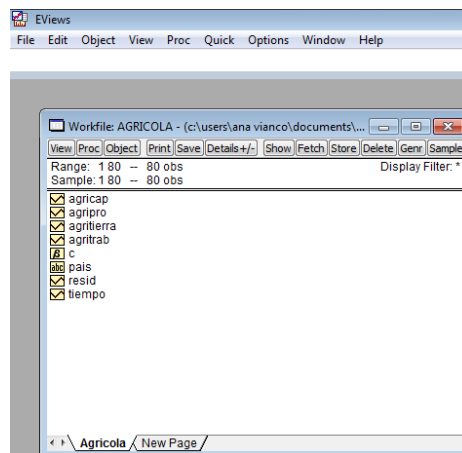 EViews
File Edit Object View Proc Quick Options Window Help
Workfile: AGRICOLA - (c:\users\ana vianco\documents\...
View Proc Object Print Save Details+/- Show Fetch Store Delete Genr Sample
Range: 1 80 -- 80 obs Display Filter: *
Sample: 1 80 -- 80 obs
agricap
agripro
agritierra
agritrab
β c
abc pais
resid
tiempo
Agricola New Page